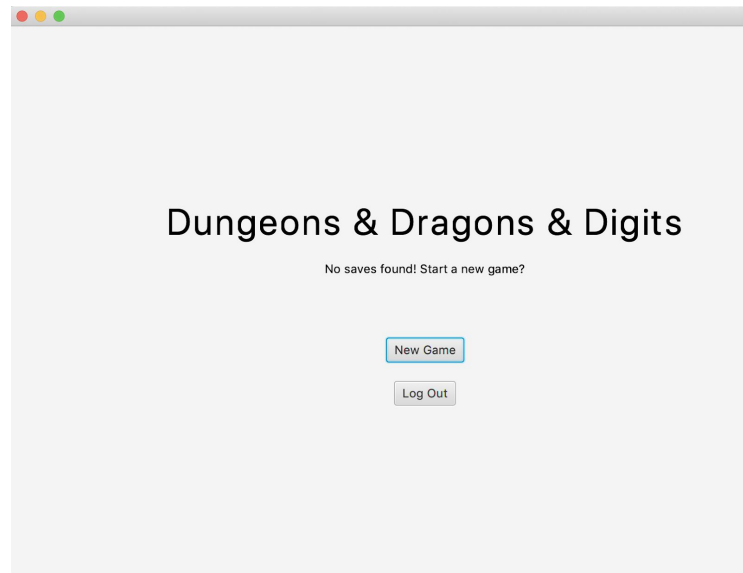 Dungeons & Dragons & Digits
No saves found! Start a new game?
New Game
Log Out